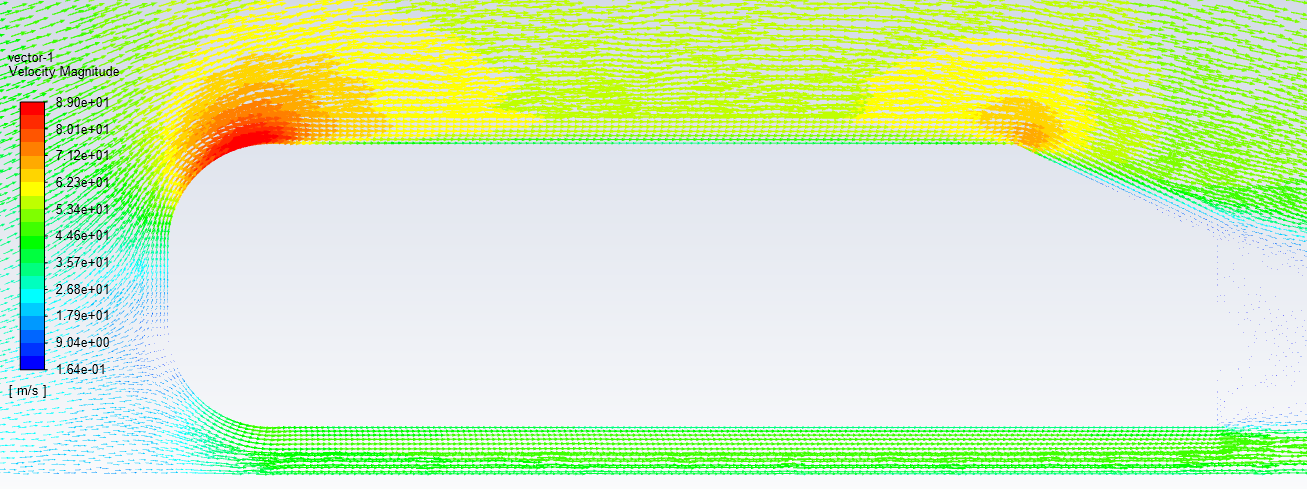 vector-1
Velocity Magnitude
8.90e+01
8.01e+01
7.12e+01
6.23e+01
5.34e+01
4.46e+01
3.57e+01
2.68e+01
1.79e+01
9.04e+00
1.64e-01
[ m/s ]